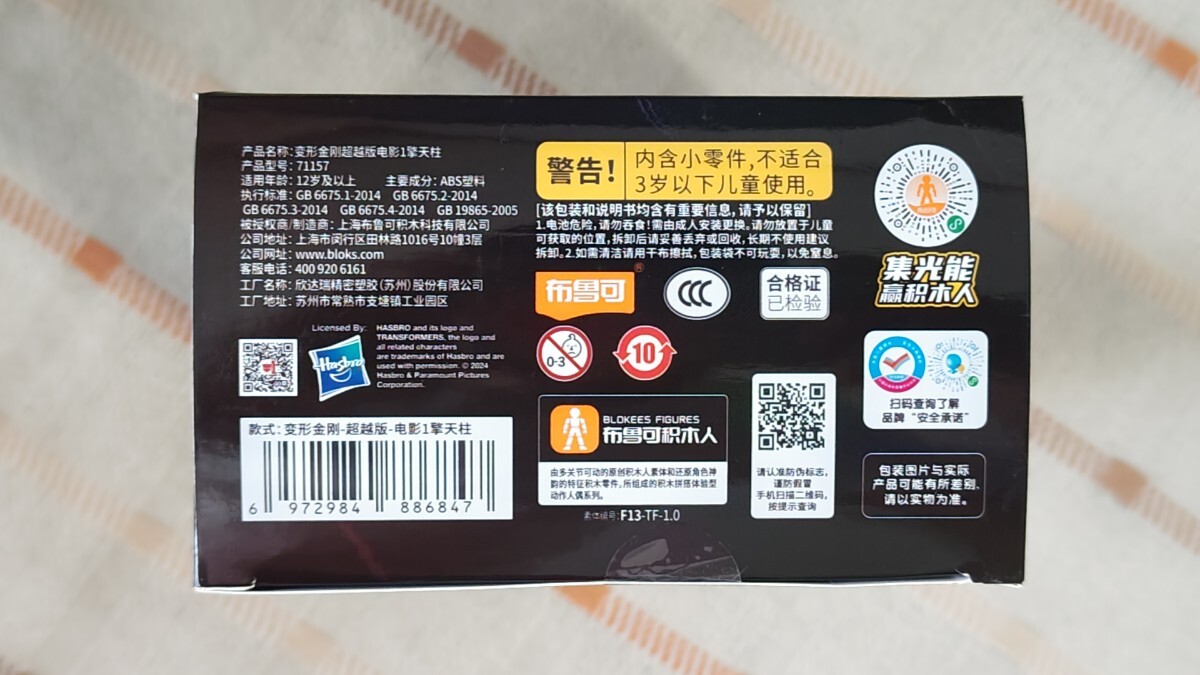 产品名称：变形金刚超越版电影1擎天柱
产品型号：71157
适用年龄：12岁及以上 主要成分：ABS塑料
执行标准：GB 6675.1-2014 GB 6675.2-2014
GB 6675.3-2014 GB 6675.4-2014 GB 19865-2005
被授权商/制造商：上海布鲁可积木科技有限公司
公司地址：上海市闵行区田林路1016号10幢3层
公司网址：www.bloks.com
客服电话：400 920 6161
工厂名称：欣达瑞精密塑胶（苏州）股份有限公司
工厂地址：苏州市常熟市支塘镇工业园区
Licensed By:
Hasbro
HASBRO and its logo and
TRANSFORMERS, the logo and
all related characters
are trademarks of Hasbro and are
used with permission. © 2024
Hasbro & Paramount Pictures
Corporation.
款式：变形金刚-超越版-电影1擎天柱
6 972984 886847
警告！
内含小零件，不适合
3岁以下儿童使用。
[该包装和说明书均含有重要信息，请予以保留]
1.电池危险，请勿吞食！需由成人安装更换。请勿放置于儿童
可获取的位置，拆卸后请妥善丢弃或回收，长期不使用建议
拆卸。2.如需清洁请用干布擦拭，包装袋不可玩耍，以免窒息。
布鲁可®
CCC
合格证
已检验
0-3
10
BLOKEES FIGURES
布鲁可积木人
由多关节可动的原创积木人素体和还原角色神
韵的特征积木零件，所组成的积木拼搭体验型
动作人偶系列。
素体编号：F13-TF-1.0
请认准防伪标志，
谨防假冒
手机扫描二维码，
按提示查询
集光能
赢积木人
扫码查询了解
品牌“安全承诺”
包装图片与实际
产品可能有所差别，
请以实物为准。